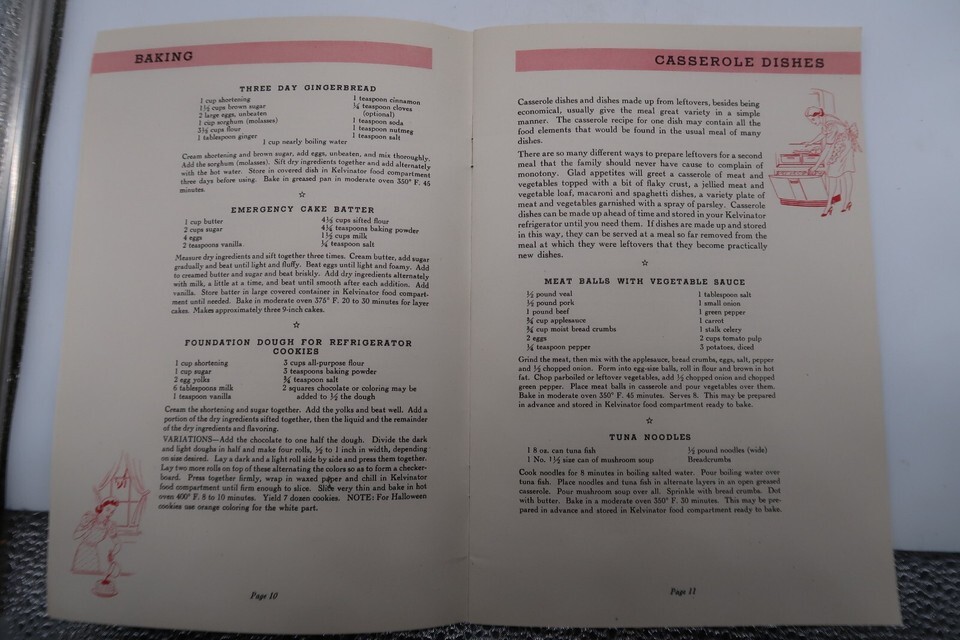 BAKING
THREE DAY GINGERBREAD
1 cup shortening
1½ cups brown sugar
2 large eggs, unbeaten
1 cup sorghum (molasses)
3½ cups flour
1 tablespoon ginger
1 teaspoon cinnamon
¼ teaspoon cloves
(optional)
1 teaspoon soda
1 teaspoon nutmeg
1 teaspoon salt
1 cup nearly boiling water
Cream shortening and brown sugar, add eggs, unbeaten, and mix thoroughly.
Add the sorghum (molasses). Sift dry ingredients together and add alternately
with the hot water. Store in covered dish in Kelvinator food compartment
three days before using. Bake in greased pan in moderate oven 350° F. 45
minutes.
☆
EMERGENCY CAKE BATTER
1 cup butter
2 cups sugar
4 eggs
2 teaspoons vanilla
4½ cups sifted flour
4¼ teaspoons baking powder
1½ cups milk
¼ teaspoon salt
Measure dry ingredients and sift together three times. Cream butter, add sugar
gradually and beat until light and fluffy. Beat eggs until light and foamy. Add
to creamed butter and sugar and beat briskly. Add dry ingredients alternately
with milk, a little at a time, and beat until smooth after each addition. Add
vanilla. Store batter in large covered container in Kelvinator food compart-
ment until needed. Bake in moderate oven 375° F. 20 to 30 minutes for layer
cakes. Makes approximately three 9-inch cakes.
☆
FOUNDATION DOUGH FOR REFRIGERATOR
COOKIES
1 cup shortening
1 cup sugar
2 egg yolks
6 tablespoons milk
1 teaspoon vanilla
3 cups all-purpose flour
3 teaspoons baking powder
¾ teaspoon salt
2 squares chocolate or coloring may be
added to ½ the dough
Cream the shortening and sugar together. Add the yolks and beat well. Add a
portion of the dry ingredients sifted together, then the liquid and the remainder
of the dry ingredients and flavoring.
VARIATIONS—Add the chocolate to one half the dough. Divide the dark
and light doughs in half and make four rolls, ½ to 1 inch in width, depending
on size desired. Lay a dark and a light roll side by side and press them together.
Lay two more rolls on top of these alternating the colors so as to form a checker-
board. Press together firmly, wrap in waxed paper and chill in Kelvinator
food compartment until firm enough to slice. Slice very thin and bake in hot
oven 400° F. 8 to 10 minutes. Yield 7 dozen cookies. NOTE: For Halloween
cookies use orange coloring for the white part.
Page 10
CASSEROLE DISHES
Casserole dishes and dishes made up from leftovers, besides being
economical, usually give the meal great variety in a simple
manner. The casserole recipe for one dish may contain all the
food elements that would be found in the usual meal of many
dishes.
There are so many different ways to prepare leftovers for a second
meal that the family should never have cause to complain of
monotony. Glad appetites will greet a casserole of meat and
vegetables topped with a bit of flaky crust, a jellied meat and
vegetable loaf, macaroni and spaghetti dishes, a variety plate of
meat and vegetables garnished with a spray of parsley. Casserole
dishes can be made up ahead of time and stored in your Kelvinator
refrigerator until you need them. If dishes are made up and stored
in this way, they can be served at a meal so far removed from the
meal at which they were leftovers that they become practically
new dishes.
☆
MEAT BALLS WITH VEGETABLE SAUCE
½ pound veal
½ pound pork
1 pound beef
¾ cup applesauce
¾ cup moist bread crumbs
2 eggs
¼ teaspoon pepper
1 tablespoon salt
1 small onion
1 green pepper
1 carrot
1 stalk celery
2 cups tomato pulp
3 potatoes, diced
Grind the meat, then mix with the applesauce, bread crumbs, eggs, salt, pepper
and ½ chopped onion. Form into egg-size balls, roll in flour and brown in hot
fat. Chop parboiled or leftover vegetables, add ½ chopped onion and chopped
green pepper. Place meat balls in casserole and pour vegetables over them.
Bake in moderate oven 350° F. 45 minutes. Serves 8. This may be prepared
in advance and stored in Kelvinator food compartment ready to bake.
☆
TUNA NOODLES
1 8 oz. can tuna fish
1 No. 1½ size can of mushroom soup
½ pound noodles (wide)
Breadcrumbs
Cook noodles for 8 minutes in boiling salted water. Pour boiling water over
tuna fish. Place noodles and tuna fish in alternate layers in an open greased
casserole. Pour mushroom soup over all. Sprinkle with bread crumbs. Dot
with butter. Bake in a moderate oven 350° F. 30 minutes. This may be pre-
pared in advance and stored in Kelvinator food compartment ready to bake.
Page 11